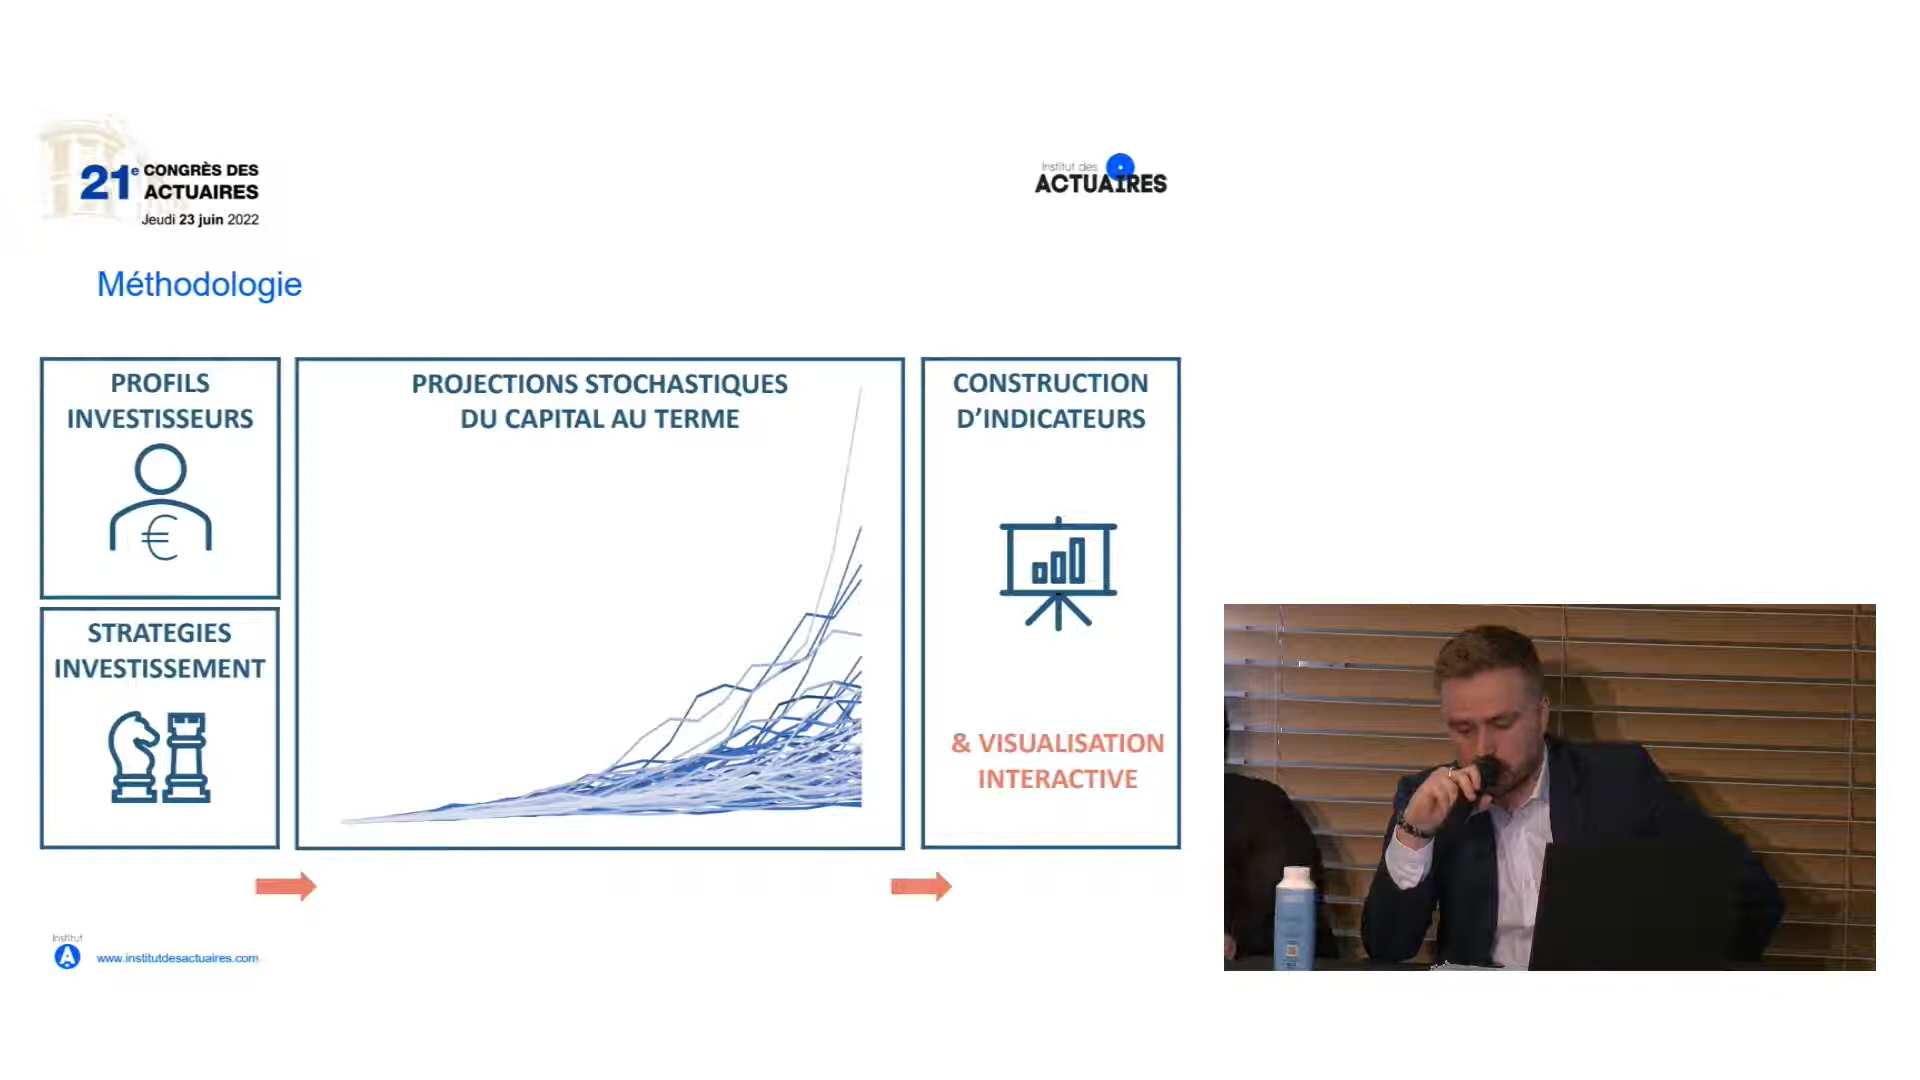 21e CONGRÈS DES
ACTUAIRES
Jeudi 23 juin 2022
Institut des
ACTUAIRES
Méthodologie
PROFILS
INVESTISSEURS
€
STRATEGIES
INVESTISSEMENT
PROJECTIONS STOCHASTIQUES
DU CAPITAL AU TERME
CONSTRUCTION
D'INDICATEURS
& VISUALISATION
INTERACTIVE
Institut
A
www.institutdesactuaires.com